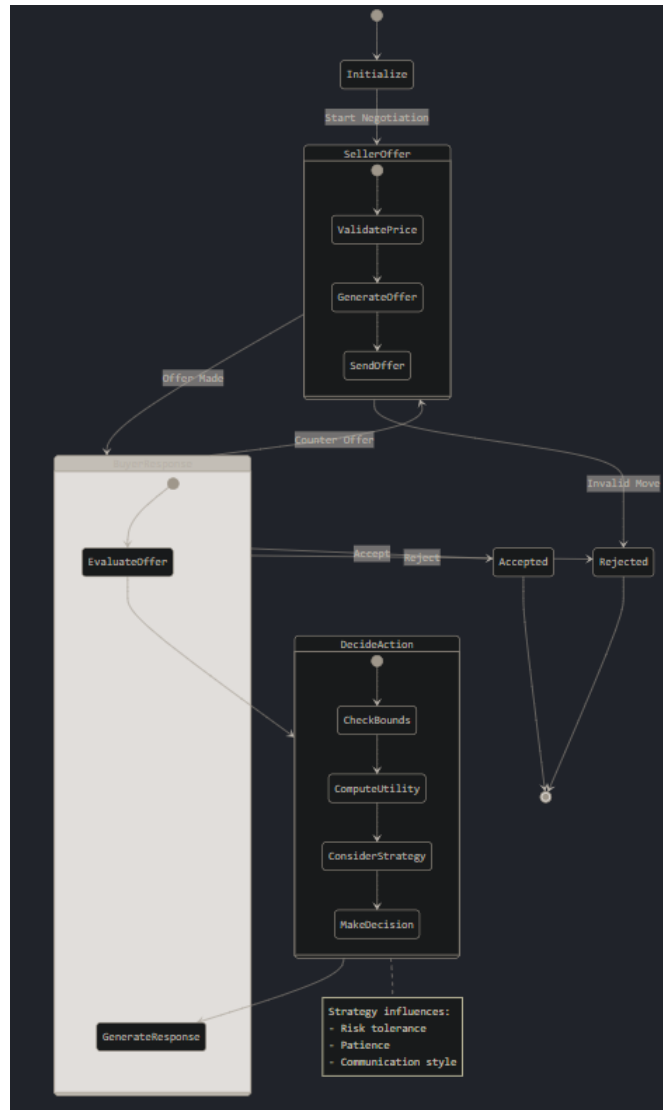 Initialize
Start Negotiation
SellerOffer
ValidatePrice
GenerateOffer
SendOffer
Offer Made
Counter Offer
BuyerResponse
Invalid Move
EvaluateOffer
Accept
Reject
Accepted
Rejected
DecideAction
CheckBounds
ComputeUtility
ConsiderStrategy
MakeDecision
Strategy influences:
- Risk tolerance
- Patience
- Communication style
GenerateResponse